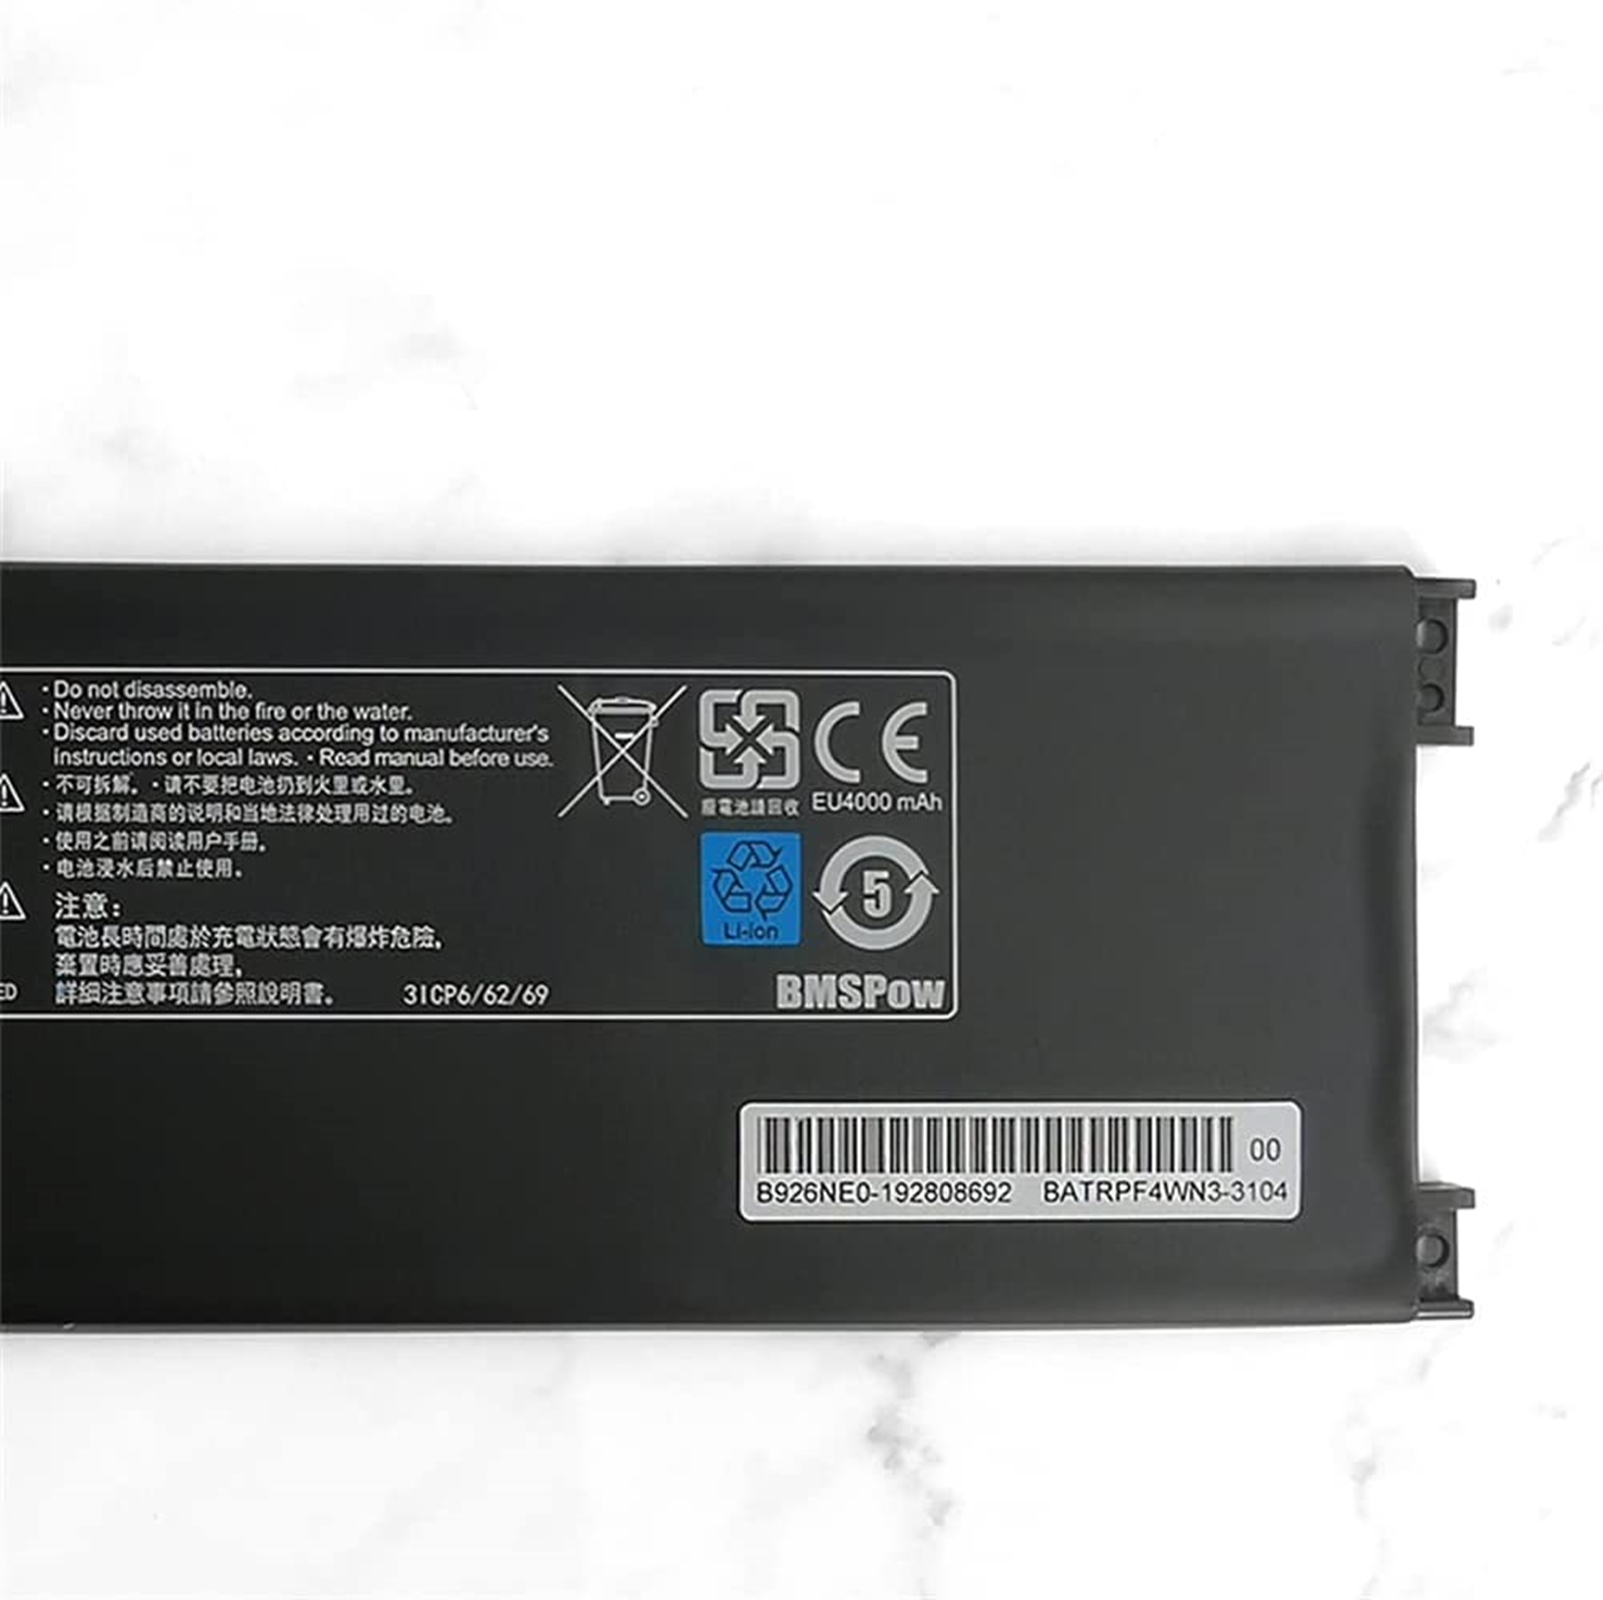 · Do not disassemble.
· Never throw it in the fire or the water.
· Discard used batteries according to manufacturer's
instructions or local laws. · Read manual before use.
· 不可拆解。 · 请不要把电池扔到火里或水里。
· 请根据制造商的说明和当地法律处理用过的电池。
· 使用之前请阅读用户手册。
· 电池浸水后禁止使用。
注意：
電池長時間處於充電狀態會有爆炸危險，
棄置時應妥善處理，
詳細注意事項請參照說明書。
ED
31CP6/62/69
廢電池請回收
CE
EU4000 mAh
Li-ion
5
BMSPow
00
B926NE0-192808692 BATRPF4WN3-3104